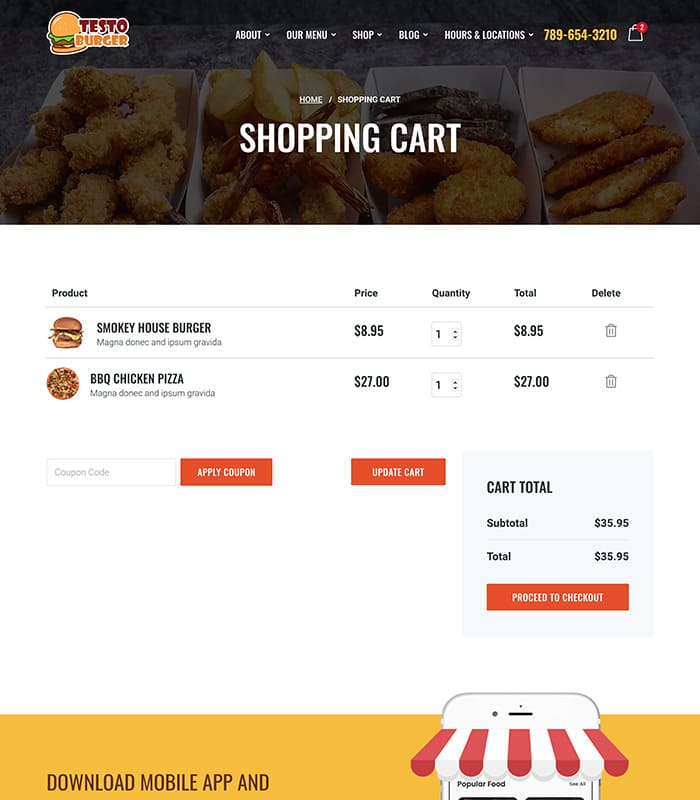 TESTO
BURGER
ABOUT OUR MENU SHOP BLOG HOURS & LOCATIONS 789-654-3210 2
HOME / SHOPPING CART
SHOPPING CART
Product Price Quantity Total Delete
SMOKEY HOUSE BURGER $8.95 1 $8.95
Magna donec and ipsum gravida
BBQ CHICKEN PIZZA $27.00 1 $27.00
Magna donec and ipsum gravida
Coupon Code APPLY COUPON UPDATE CART
CART TOTAL
Subtotal $35.95
Total $35.95
PROCEED TO CHECKOUT
DOWNLOAD MOBILE APP AND
Popular Food See All